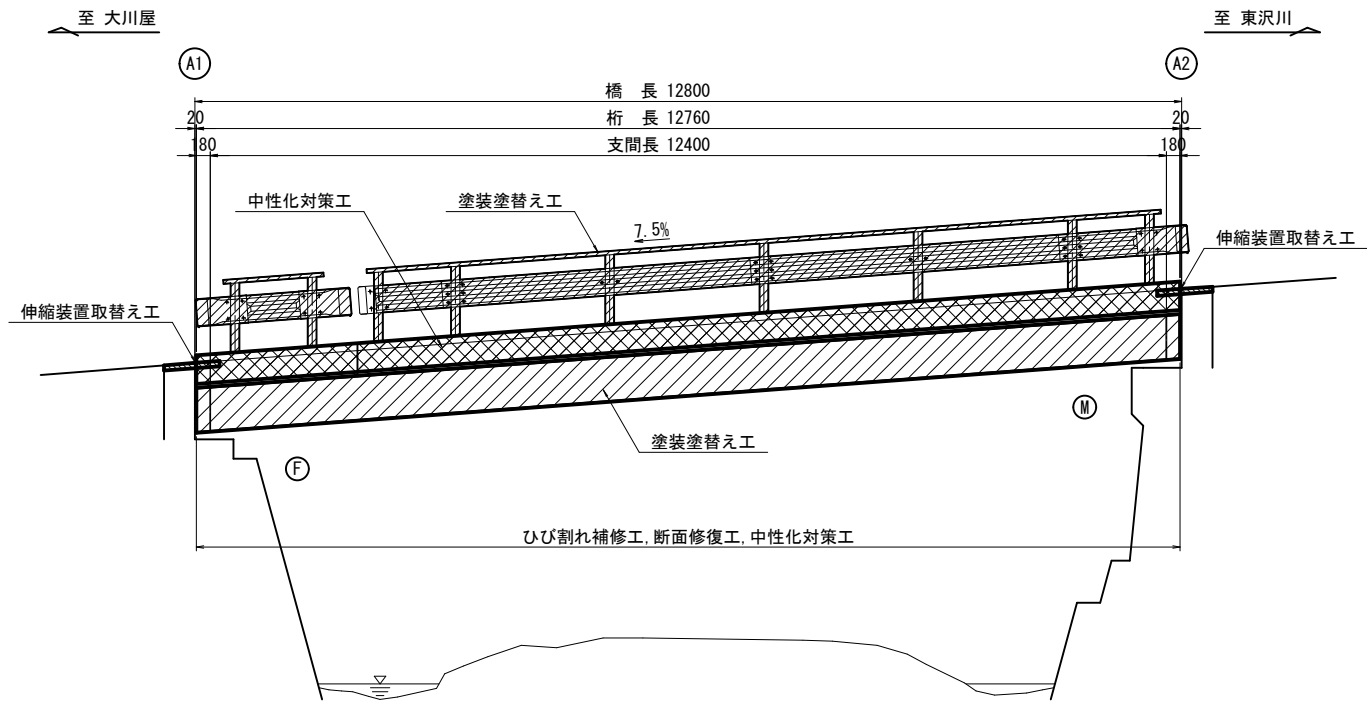 至 大川屋
至 東沢川
A1
A2
橋 長 12800
20
桁 長 12760
20
180
支間長 12400
180
中性化対策工
塗装塗替え工
7.5%
伸縮装置取替え工
伸縮装置取替え工
M
塗装塗替え工
F
ひび割れ補修工,断面修復工,中性化対策工